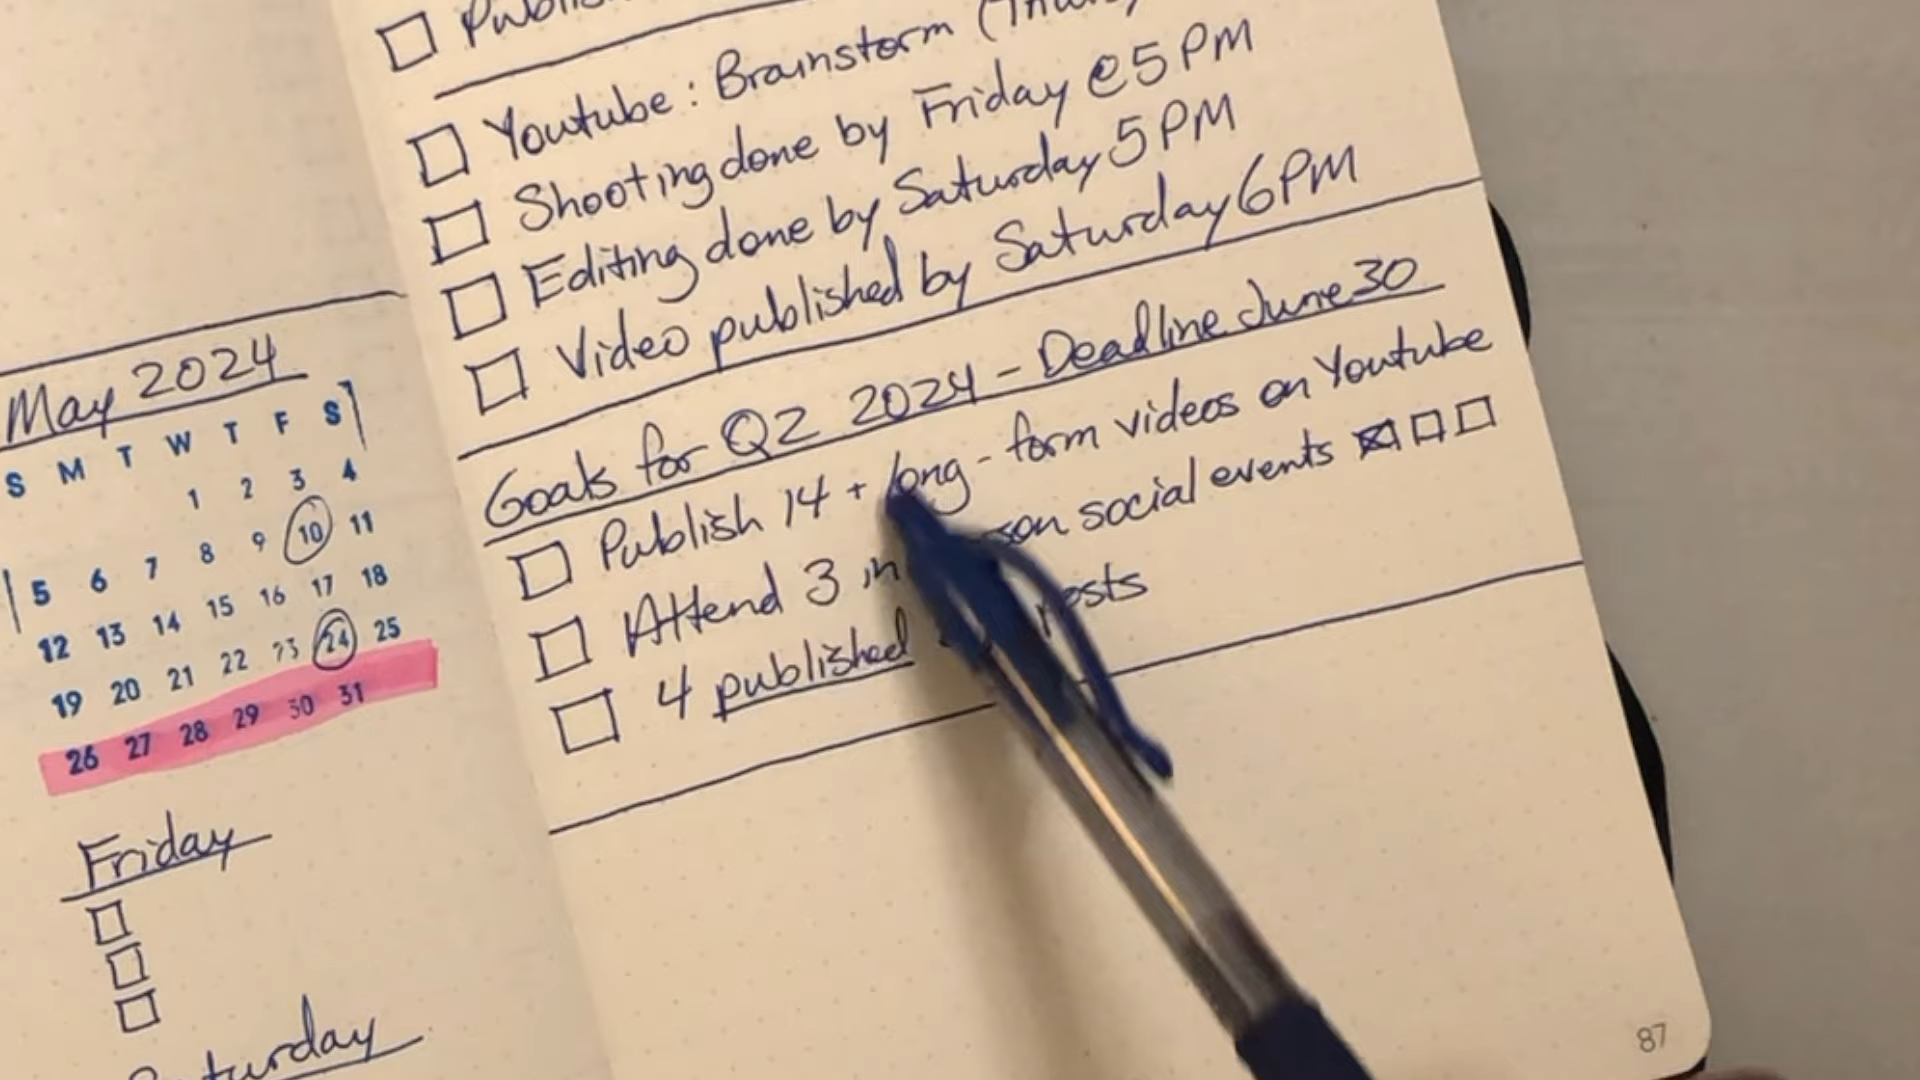 May 2024
S M T W T F S
1 2 3 4
5 6 7 8 9 10 11
12 13 14 15 16 17 18
19 20 21 22 23 24 25
26 27 28 29 30 31
Friday
Youtube: Brainstorm
Shooting done by Friday @ 5 PM
Editing done by Saturday 5 PM
Video published by Saturday 6 PM
Goals for Q2 2024 - Deadline June 30
Publish 14 + long-form videos on Youtube
Attend 3 in social events
4 published
87